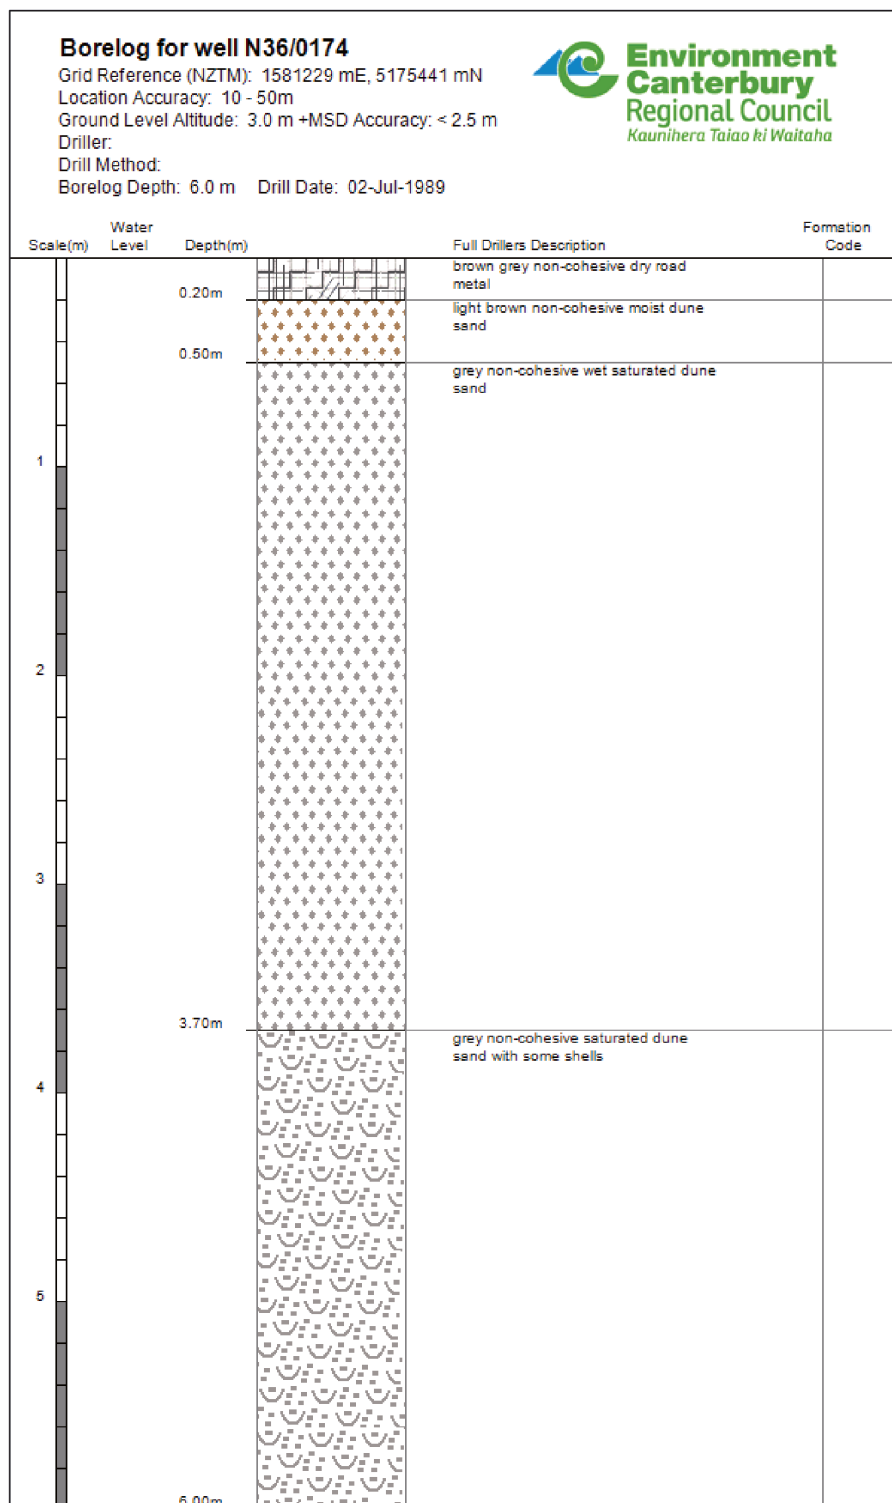 Borelog for well N36/0174
Grid Reference (NZTM): 1581229 mE, 5175441 mN
Location Accuracy: 10 - 50m
Ground Level Altitude: 3.0 m +MSD Accuracy: < 2.5 m
Driller:
Drill Method:
Borelog Depth: 6.0 m Drill Date: 02-Jul-1989
Environment
Canterbury
Regional Council
Kaunihera Taiao ki Waitaha
Scale(m)
Water
Level
Depth(m)
Full Drillers Description
Formation
Code
brown grey non-cohesive dry road
metal
0.20m
light brown non-cohesive moist dune
sand
0.50m
grey non-cohesive wet saturated dune
sand
1
2
3
3.70m
grey non-cohesive saturated dune
sand with some shells
4
5
6.00m